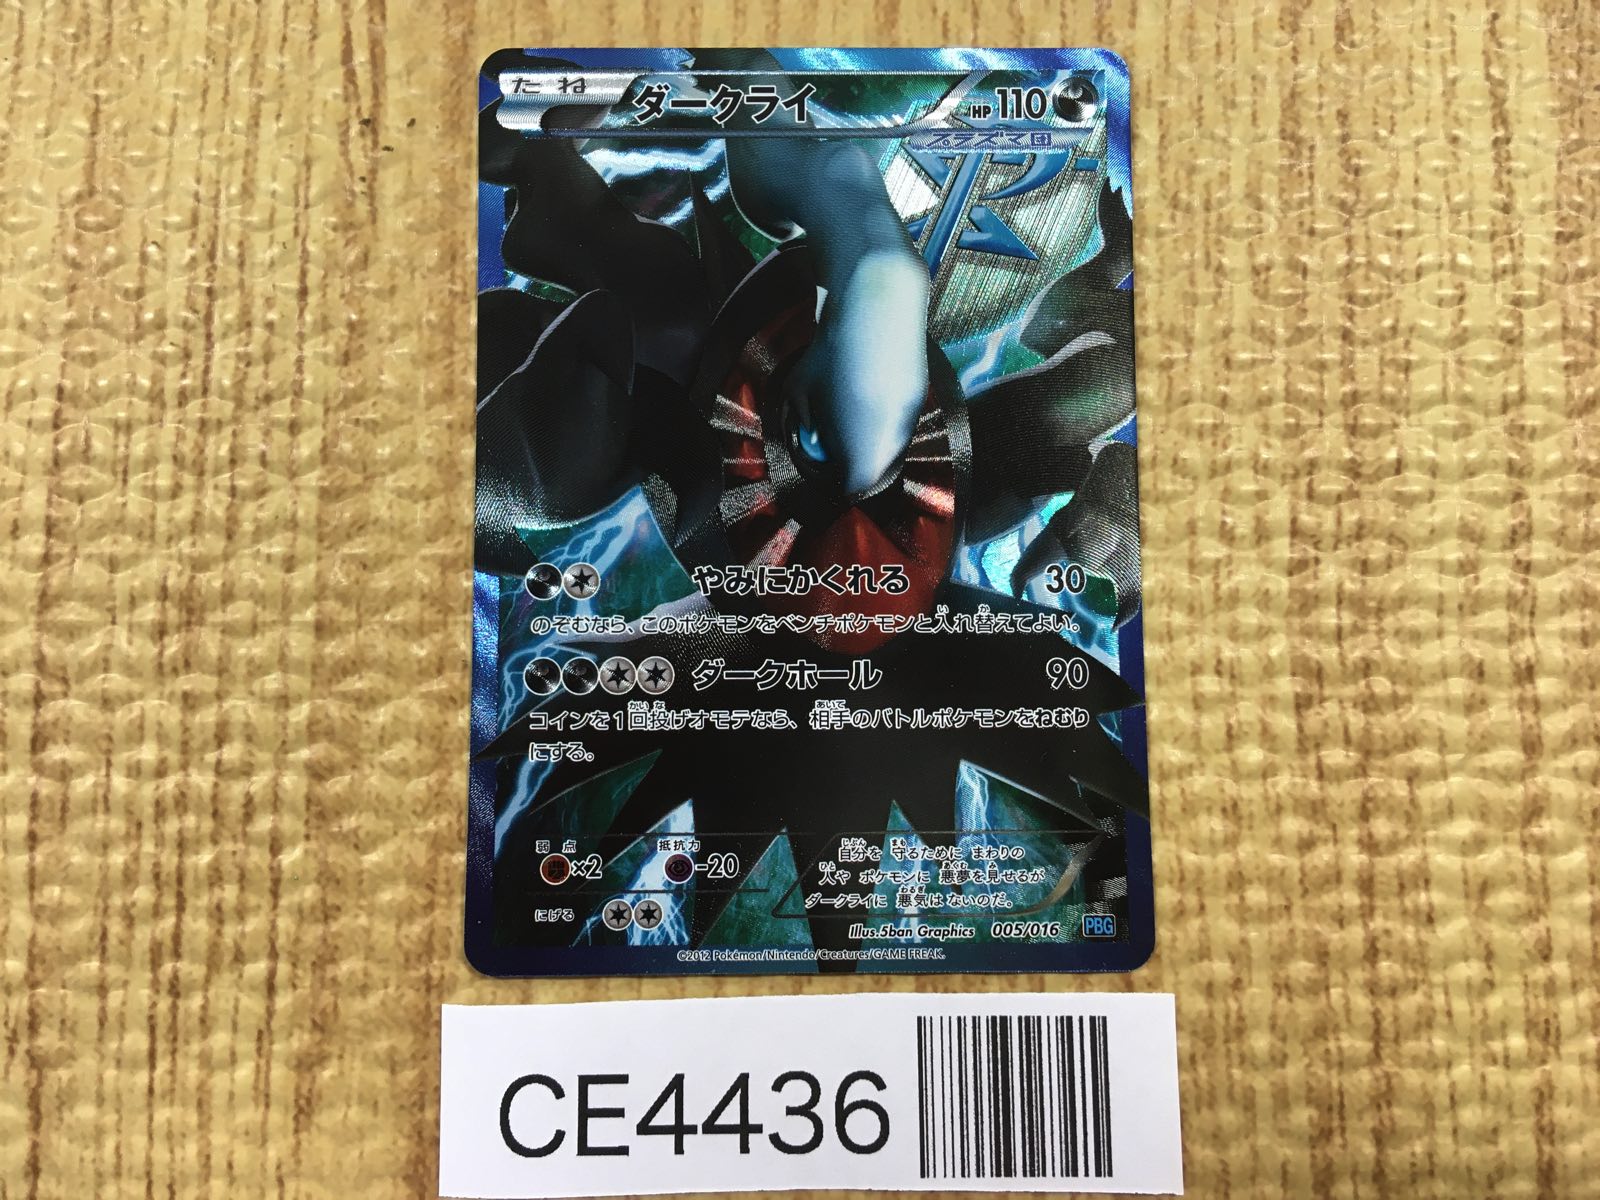 たね ダークライ HP110
プラズマ団
やみにかくれる 30
のぞむなら、このポケモンをベンチポケモンと入れ替えてよい。
ダークホール 90
コインを1回投げオモテなら、相手のバトルポケモンをねむり
にする。
弱点 抵抗力
闘×2 -20
にげる
自分を 守るために まわりの
人や ポケモンに 悪夢を見せるが
ダークライに 悪気は ないのだ。
Illus.5ban Graphics 005/016 PBG
©2012 Pokémon/Nintendo/Creatures/GAME FREAK.
CE4436